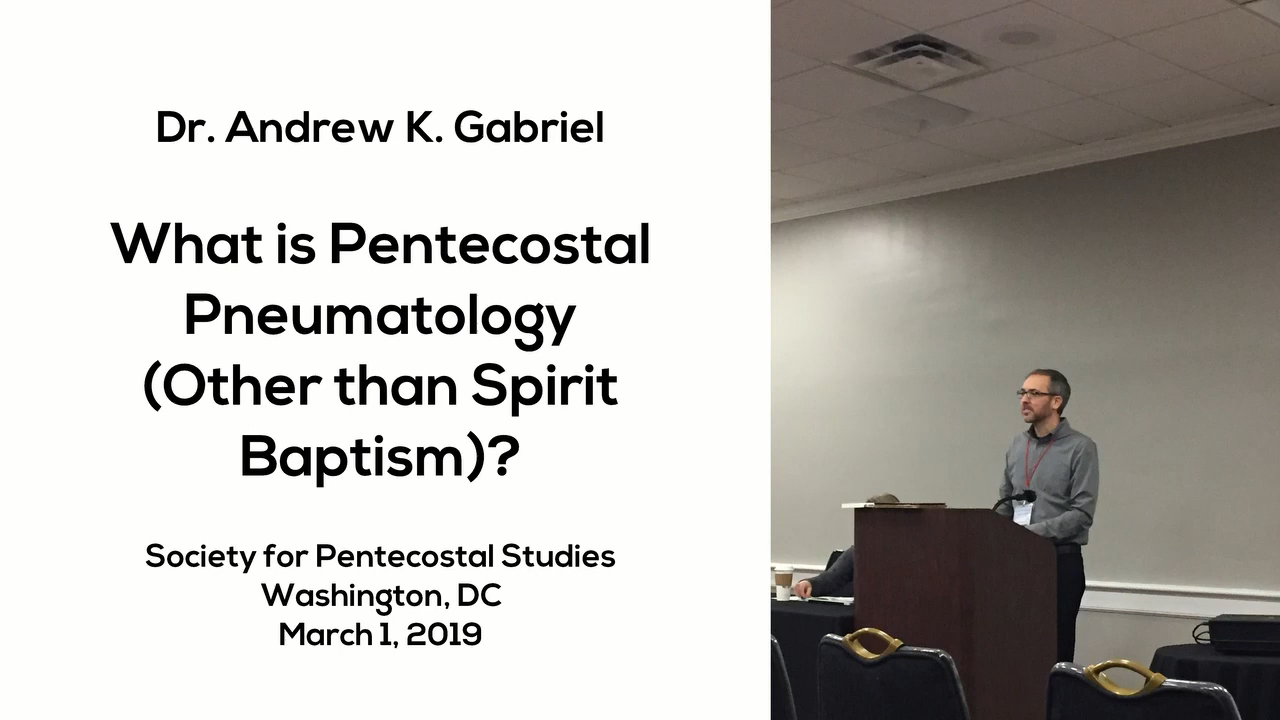 Dr. Andrew K. Gabriel
What is Pentecostal
Pneumatology
(Other than Spirit
Baptism)?
Society for Pentecostal Studies
Washington, DC
March 1, 2019